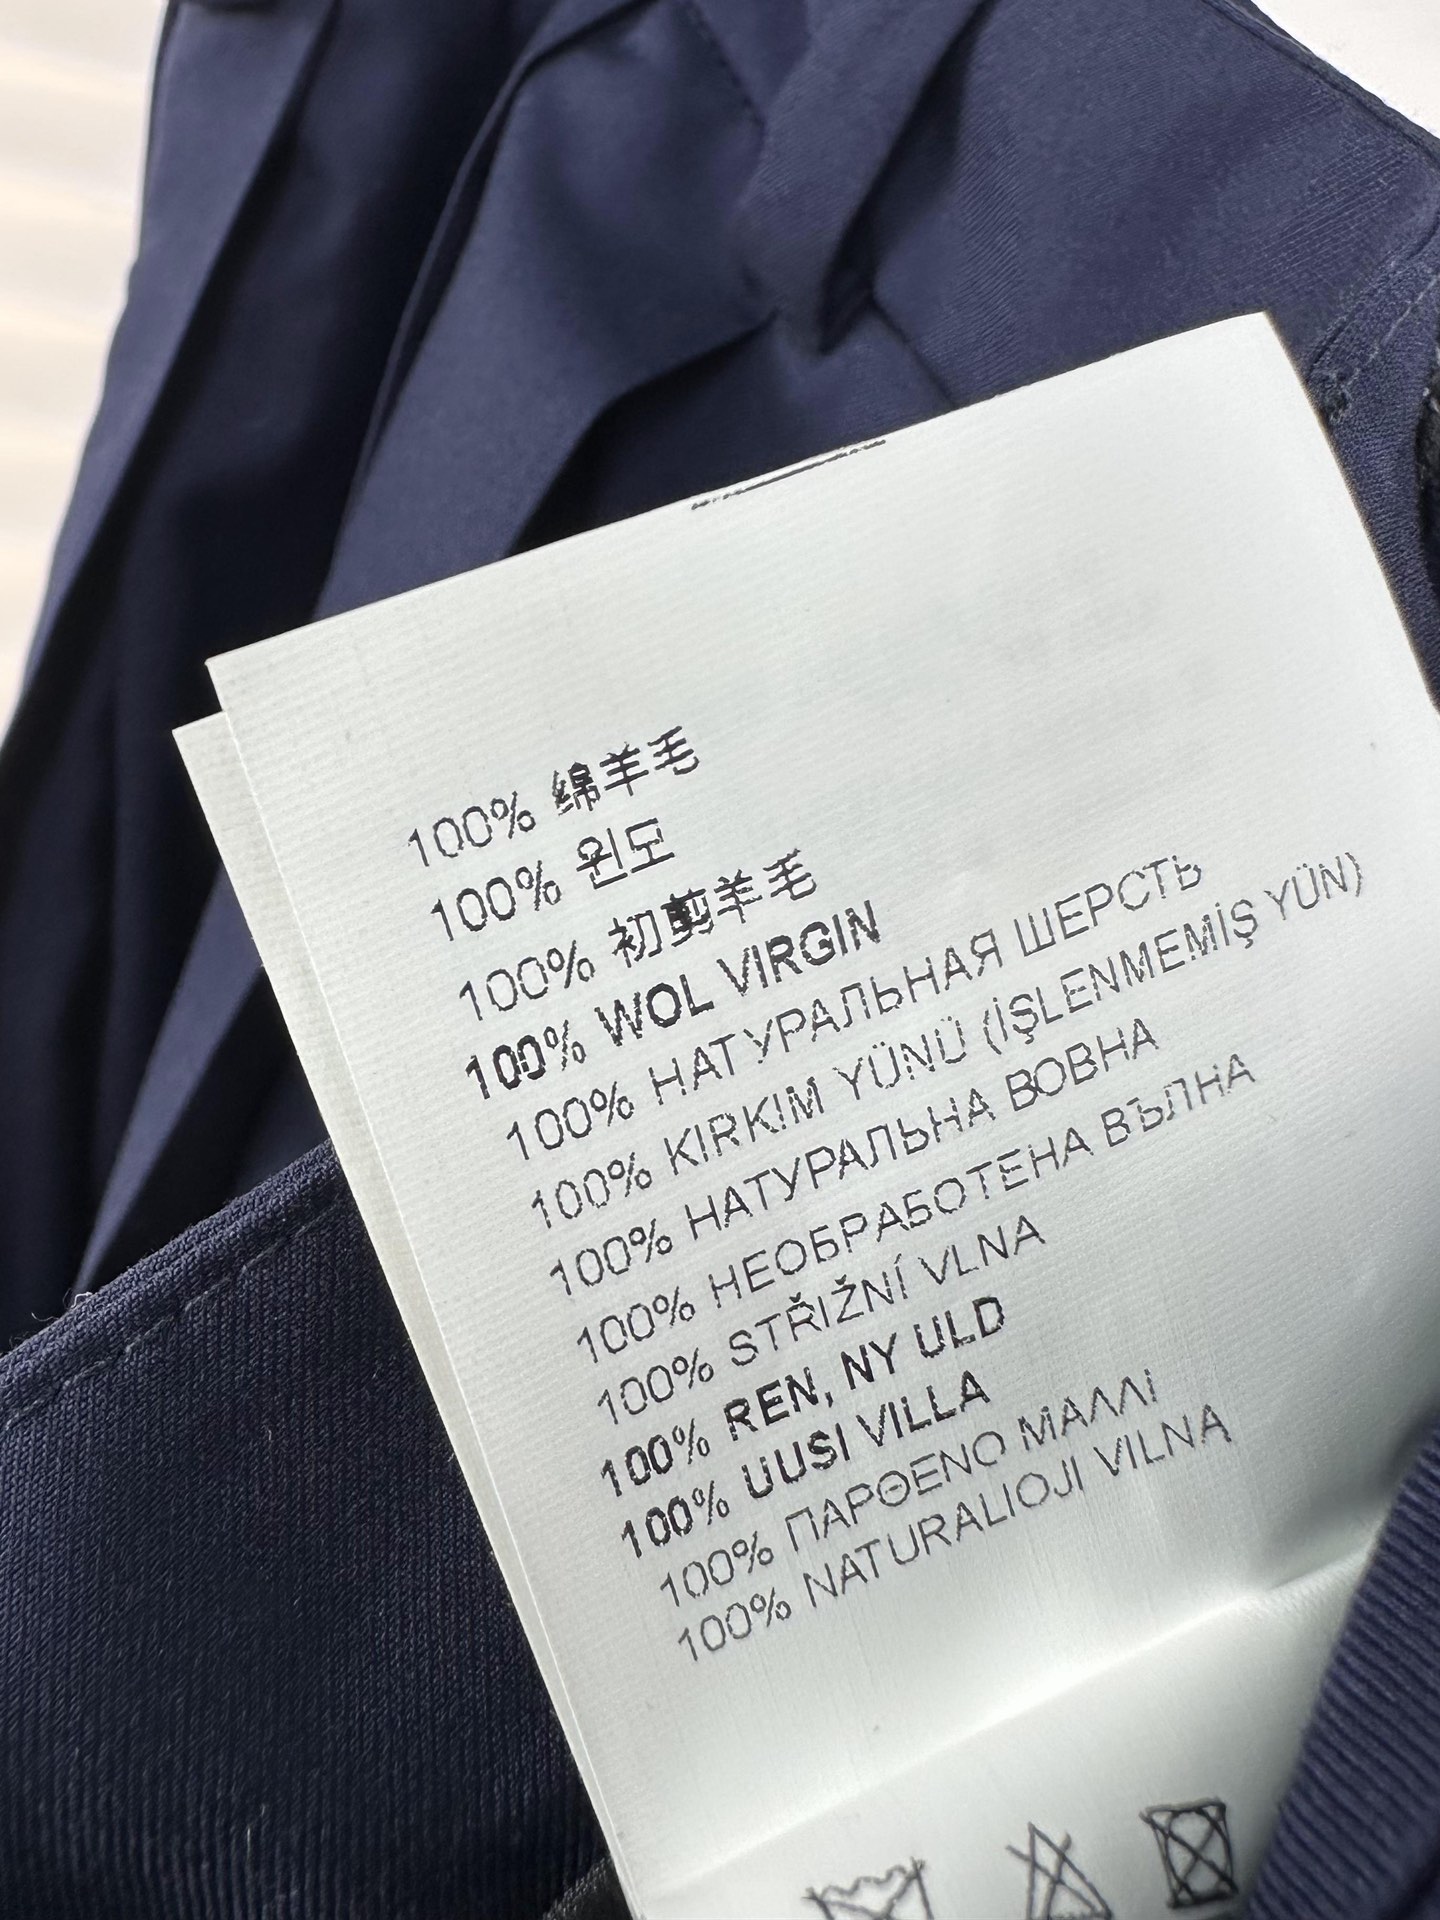 100% 绵羊毛
100% 윈모
100% 初剪羊毛
100% WOL VIRGIN
100% НАТУРАЛЬНАЯ ШЕРСТЬ
100% KIRKIM YÜNÜ (İŞLENMEMİŞ YÜN)
100% НАТУРАЛЬНА ВОВНА
100% НЕОБРАБОТЕНА ВЪЛНА
100% STŘIŽNÍ VLNA
100% REN, NY ULD
100% UUSI VILLA
100% ΠΑΡΘΕΝΟ ΜΑΛΛΙ
100% NATURALIOJI VILNA